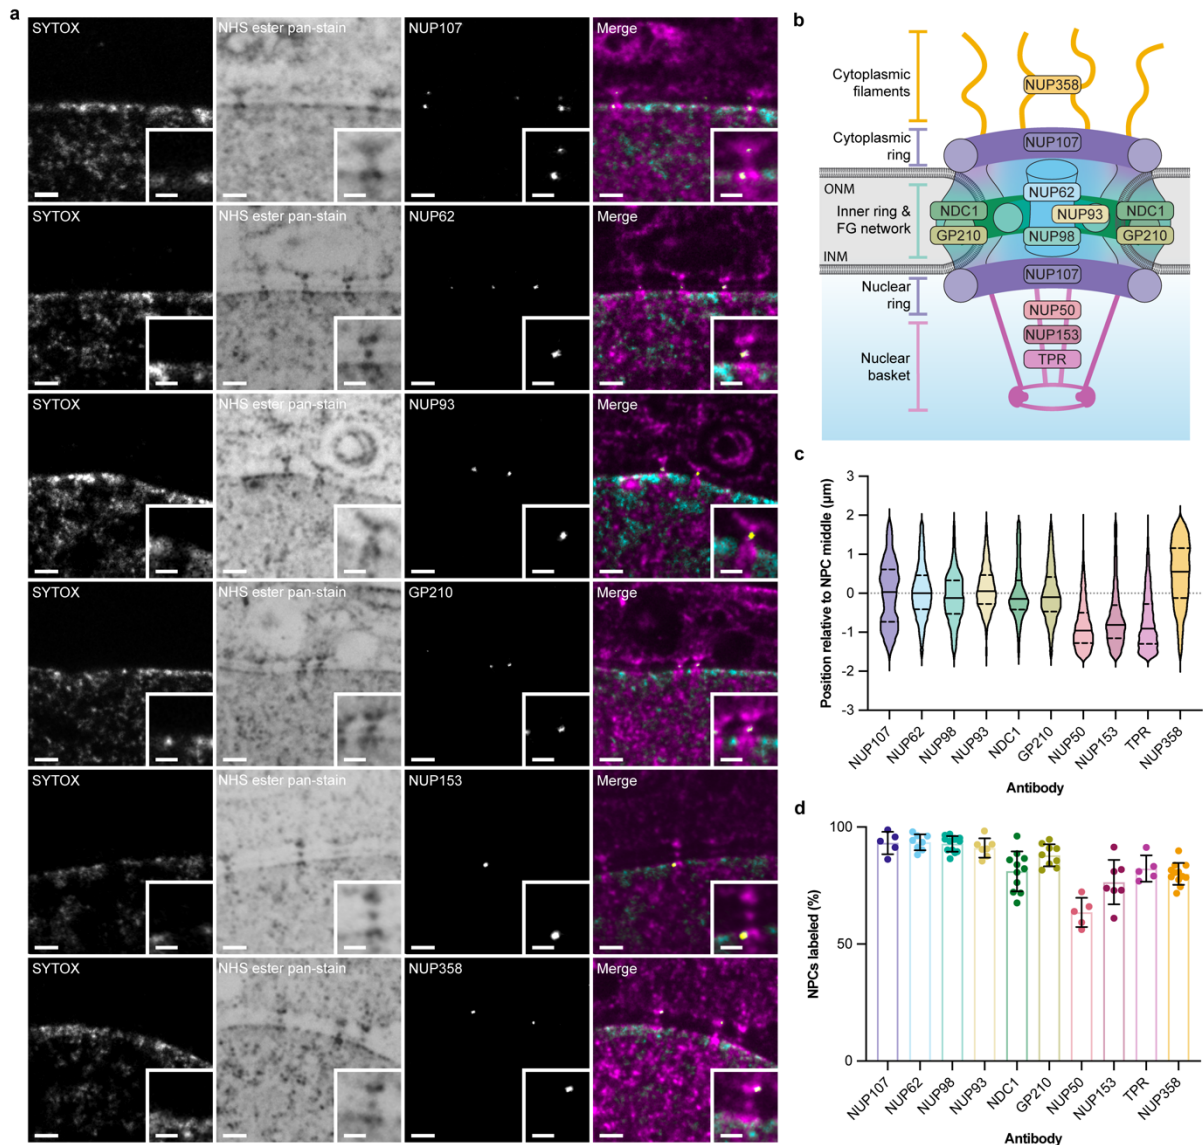 a
SYTOX
NHS ester pan-stain
NUP107
Merge
SYTOX
NHS ester pan-stain
NUP62
Merge
SYTOX
NHS ester pan-stain
NUP93
Merge
SYTOX
NHS ester pan-stain
GP210
Merge
SYTOX
NHS ester pan-stain
NUP153
Merge
SYTOX
NHS ester pan-stain
NUP358
Merge
b
Cytoplasmic
filaments
NUP358
Cytoplasmic
ring
NUP107
ONM
NUP62
Inner ring &
FG network
NDC1
NUP93
NDC1
GP210
NUP98
GP210
INM
NUP107
Nuclear
ring
NUP50
NUP153
Nuclear
basket
TPR
c
Position relative to NPC middle (μm)
3
2
1
0
-1
-2
-3
NUP107
NUP62
NUP98
NUP93
NDC1
GP210
NUP50
NUP153
TPR
NUP358
Antibody
d
NPCs labeled (%)
100
50
0
NUP107
NUP62
NUP98
NUP93
NDC1
GP210
NUP50
NUP153
TPR
NUP358
Antibody